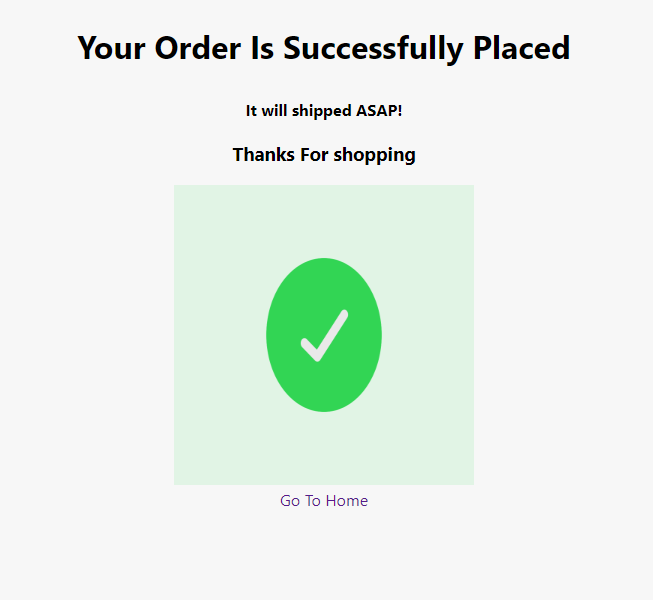 Your Order Is Successfully Placed
It will shipped ASAP!
Thanks For shopping
Go To Home